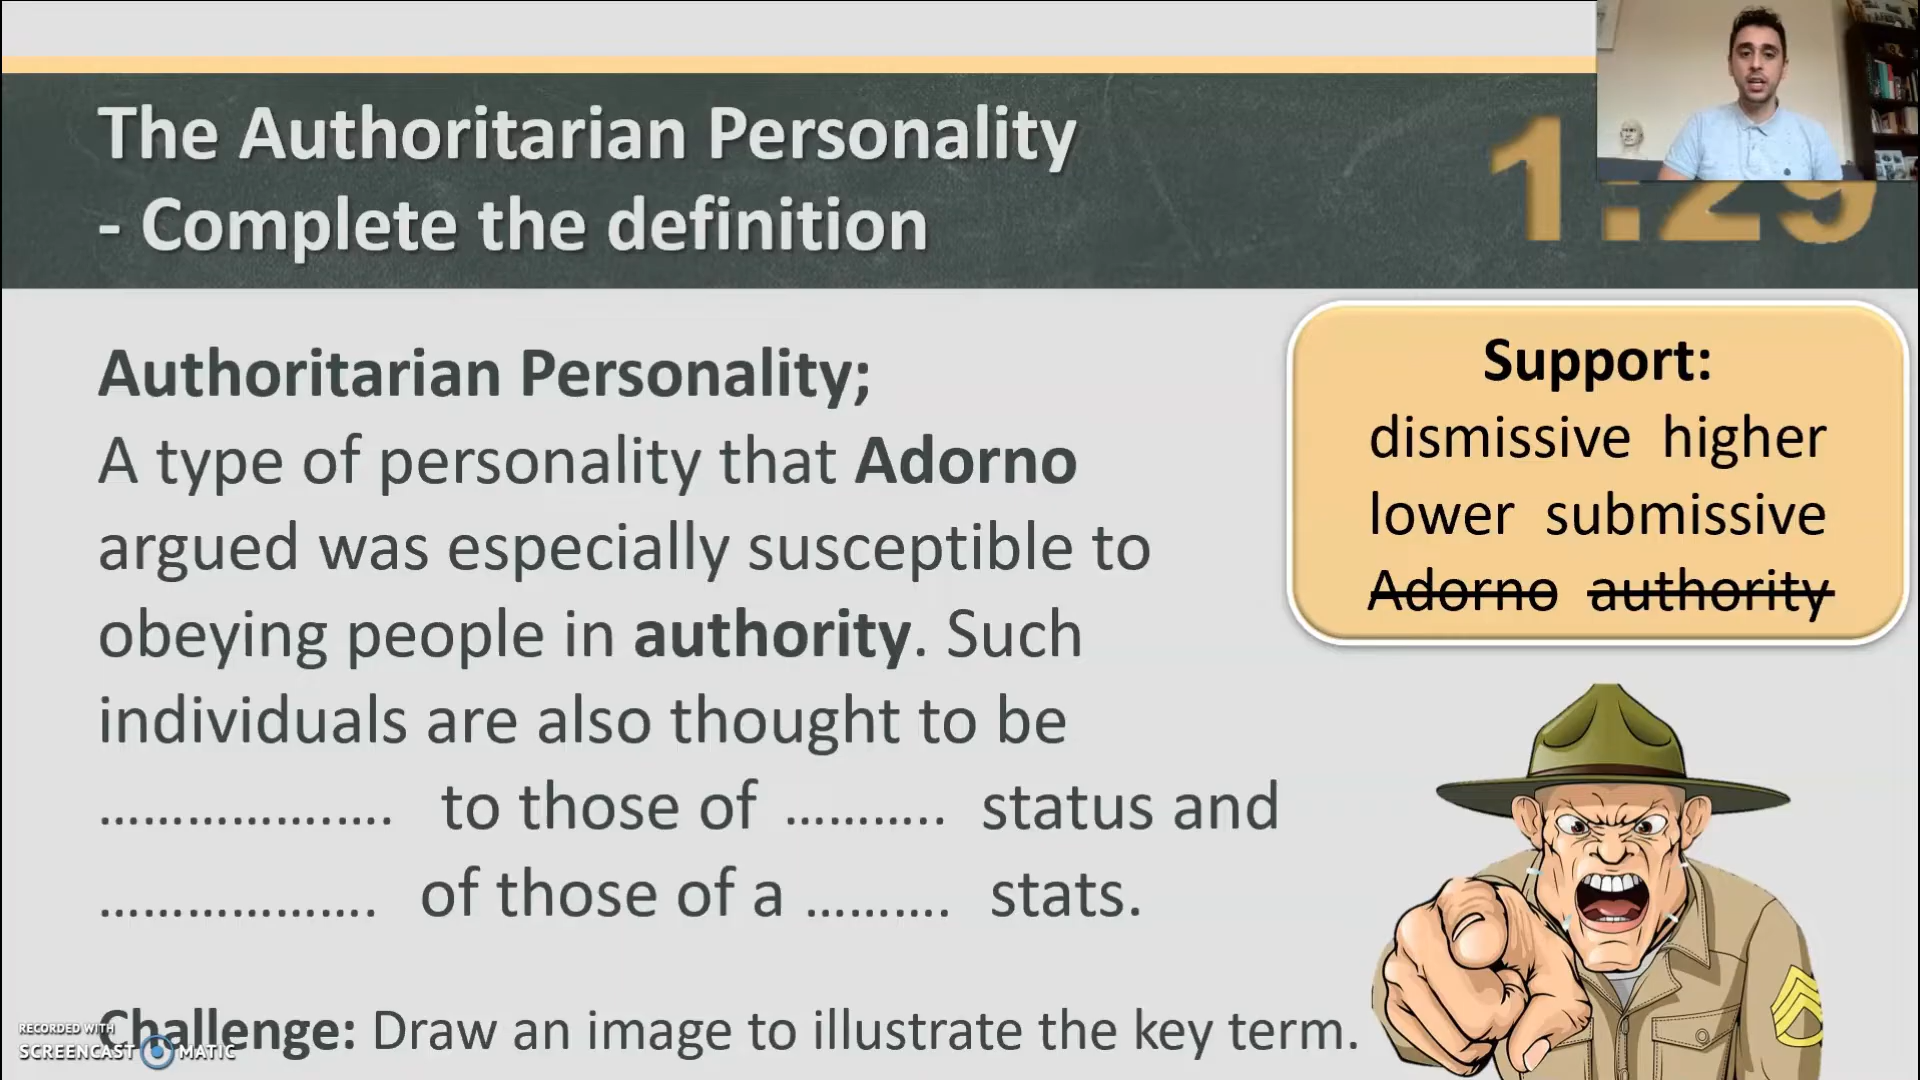 The Authoritarian Personality
- Complete the definition
1:29
Authoritarian Personality;
A type of personality that Adorno
argued was especially susceptible to
obeying people in authority. Such
individuals are also thought to be
…………….…. to those of ……….. status and
………………. of those of a ………. stats.
Challenge: Draw an image to illustrate the key term.
Support:
dismissive higher
lower submissive
Adorno authority
RECORDED WITH
SCREENCAST MATIC